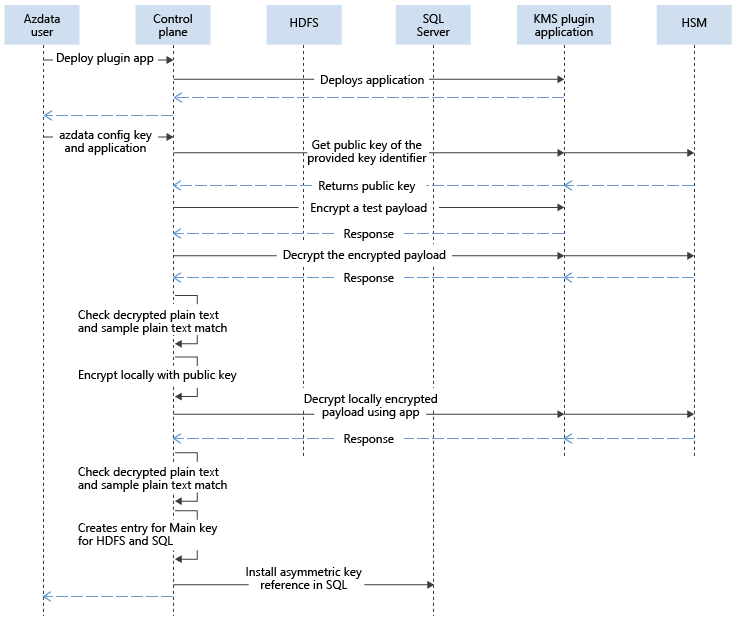 Azdata
user
Control
plane
HDFS
SQL
Server
KMS plugin
application
HSM
Deploy plugin app
Deploys application
azdata config key
and application
Get public key of the
provided key identifier
Returns public key
Encrypt a test payload
Response
Decrypt the encrypted payload
Response
Check decrypted plain text
and sample plain text match
Encrypt locally with public key
Decrypt locally encrypted
payload using app
Response
Check decrypted plain text
and sample plain text match
Creates entry for Main key
for HDFS and SQL
Install asymmetric key
reference in SQL